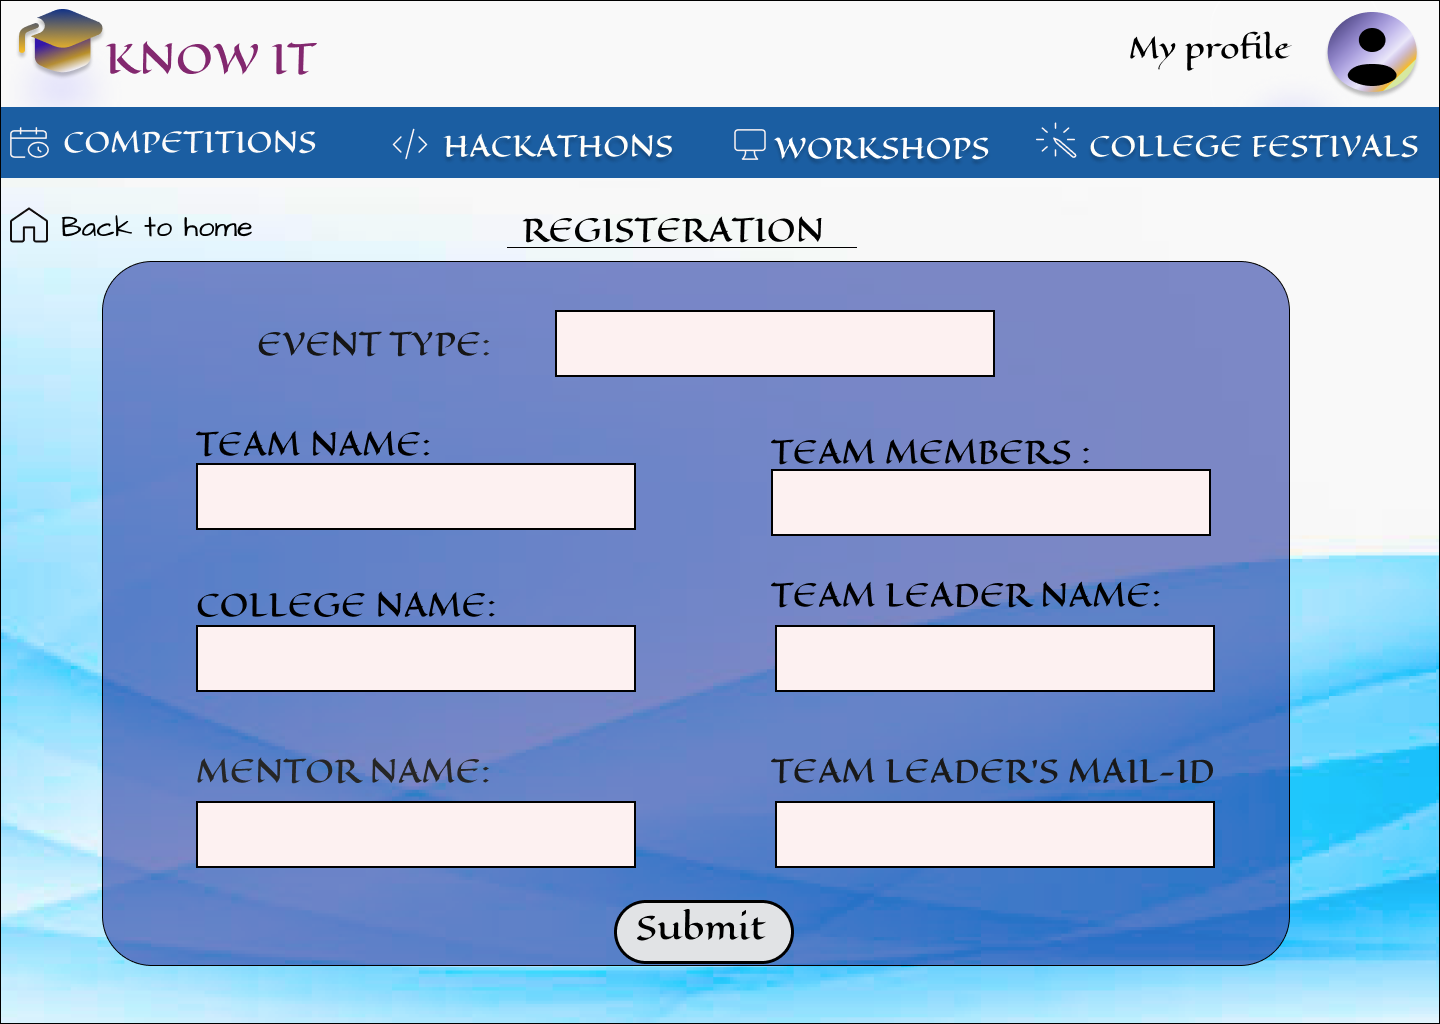 KNOW IT
My profile
COMPETITIONS
HACKATHONS
WORKSHOPS
COLLEGE FESTIVALS
Back to home
REGISTERATION
EVENT TYPE:
TEAM NAME:
TEAM MEMBERS :
COLLEGE NAME:
TEAM LEADER NAME:
MENTOR NAME:
TEAM LEADER'S MAIL-ID
Submit